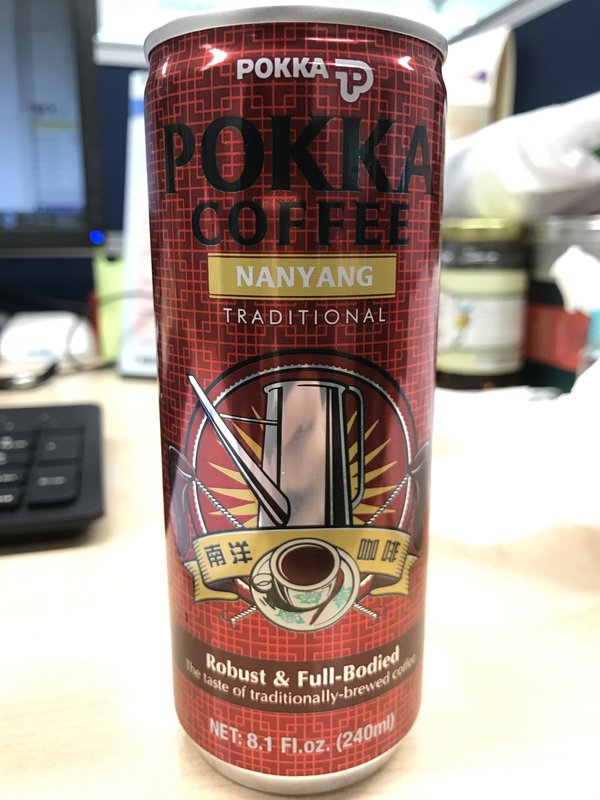 POKKA
POKKA
COFFEE
NANYANG
TRADITIONAL
南洋 咖啡
Robust & Full-Bodied
The taste of traditionally-brewed coffee
NET: 8.1 Fl.oz. (240ml)